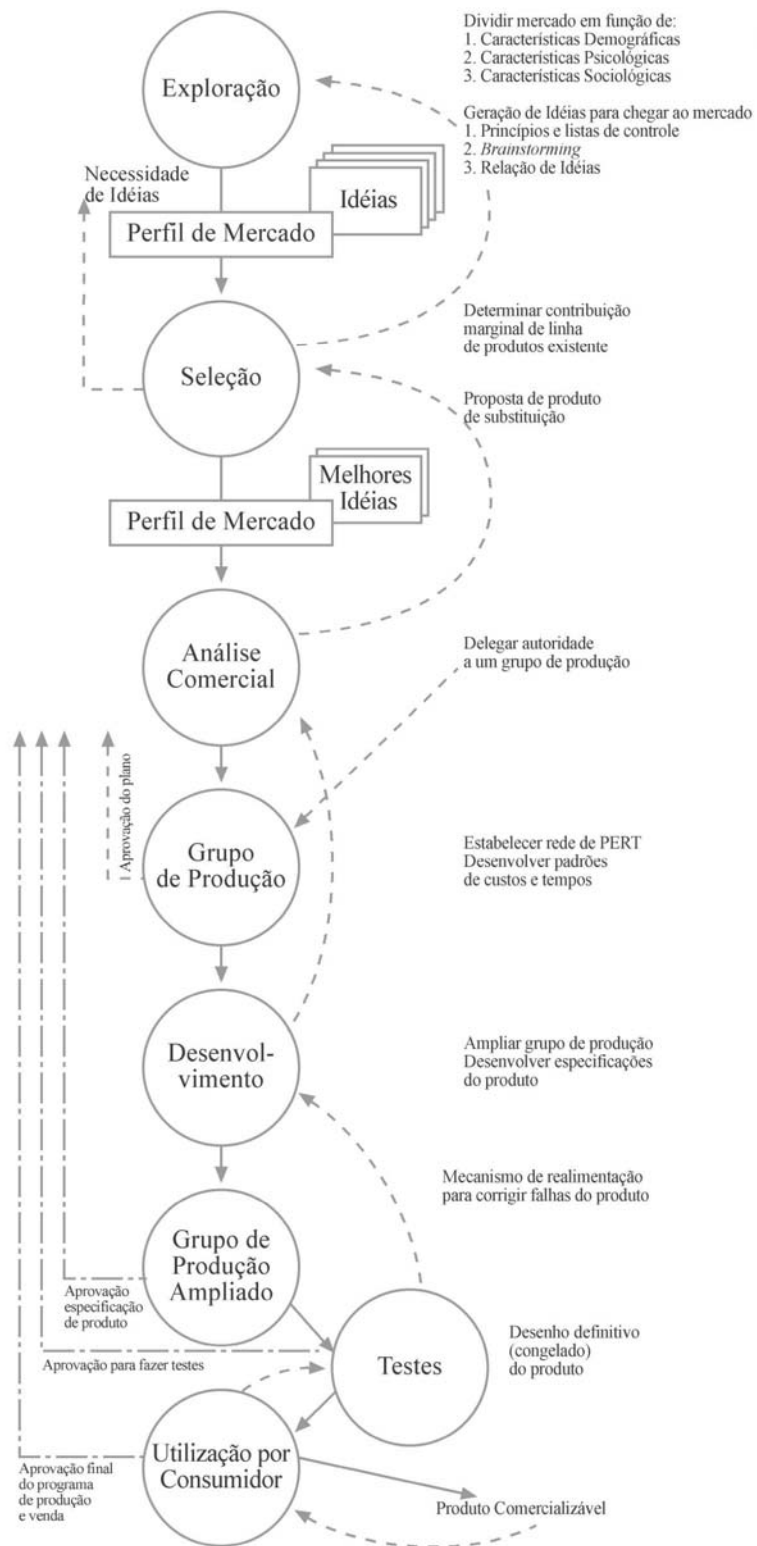 Dividir mercado em função de:
1. Características Demográficas
2. Características Psicológicas
3. Características Sociológicas
Exploração
Geração de Idéias para chegar ao mercado
1. Princípios e listas de controle
2. Brainstorming
3. Relação de Idéias
Necessidade
de Idéias
Idéias
Perfil de Mercado
Determinar contribuição
marginal de linha
de produtos existente
Seleção
Proposta de produto
de substituição
Melhores
Idéias
Perfil de Mercado
Análise
Comercial
Delegar autoridade
a um grupo de produção
Aprovação do plano
Grupo
de Produção
Estabelecer rede de PERT
Desenvolver padrões
de custos e tempos
Desenvol-
vimento
Ampliar grupo de produção
Desenvolver especificações
do produto
Mecanismo de realimentação
para corrigir falhas do produto
Grupo de
Produção
Ampliado
Aprovação
especificação
de produto
Aprovação para fazer testes
Testes
Desenho definitivo
(congelado)
do produto
Utilização por
Consumidor
Aprovação final
do programa
de produção
e venda
Produto Comercializável